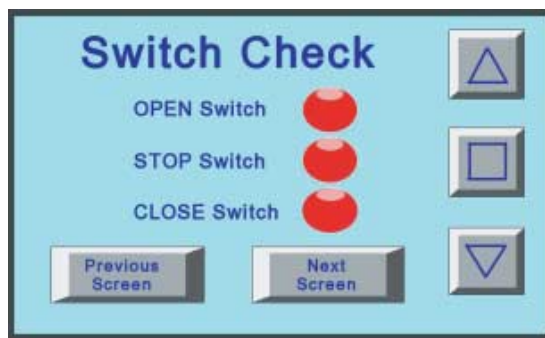 Switch Check
OPEN Switch
STOP Switch
CLOSE Switch
Previous
Screen
Next
Screen